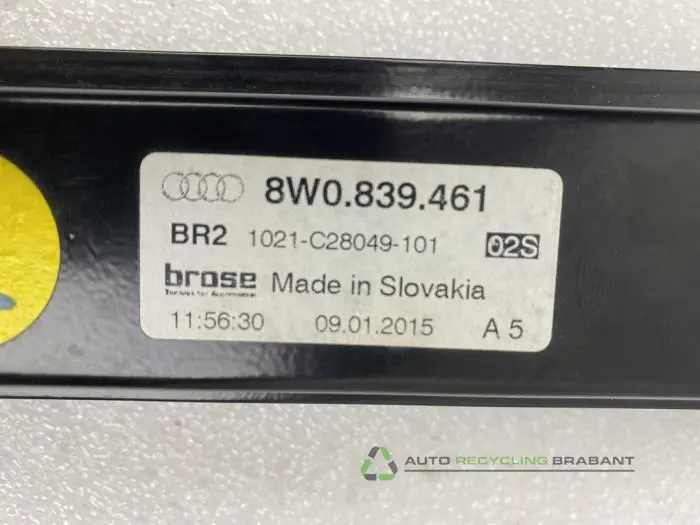 8W0.839.461
BR2 1021-C28049-101 02S
brose Made in Slovakia
Technik für Automobile
11:56:30 09.01.2015 A 5
AUTO RECYCLING BRABANT